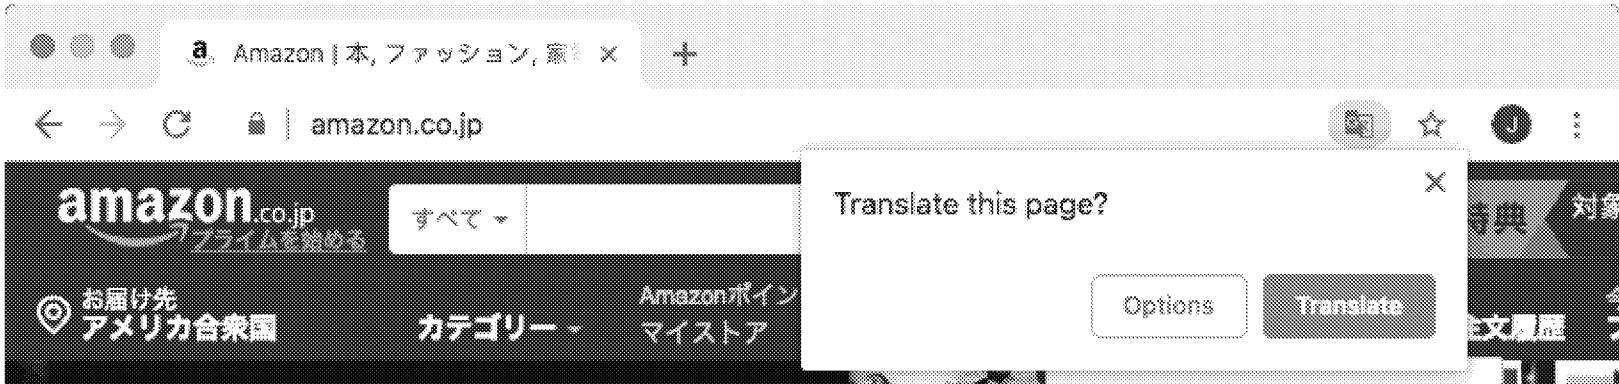 a Amazon | 本, ファッション, 家
amazon.co.jp
J
amazon.co.jp
プライムを始める
すべて
Translate this page?
特典
対象
お届け先
アメリカ合衆国
カテゴリー
Amazonポイン
マイストア
Options
Translate
注文履歴